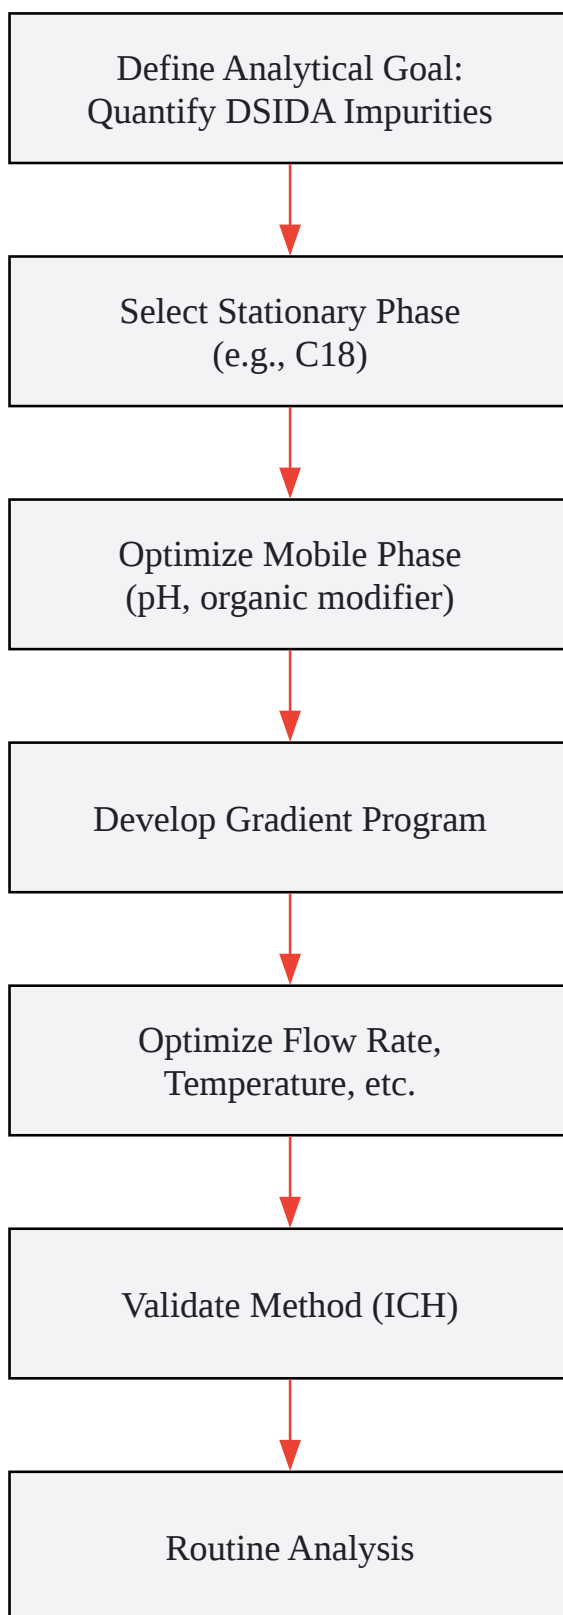 Define Analytical Goal:
Quantify DSIDA Impurities
Select Stationary Phase
(e.g., C18)
Optimize Mobile Phase
(pH, organic modifier)
Develop Gradient Program
Optimize Flow Rate,
Temperature, etc.
Validate Method (ICH)
Routine Analysis